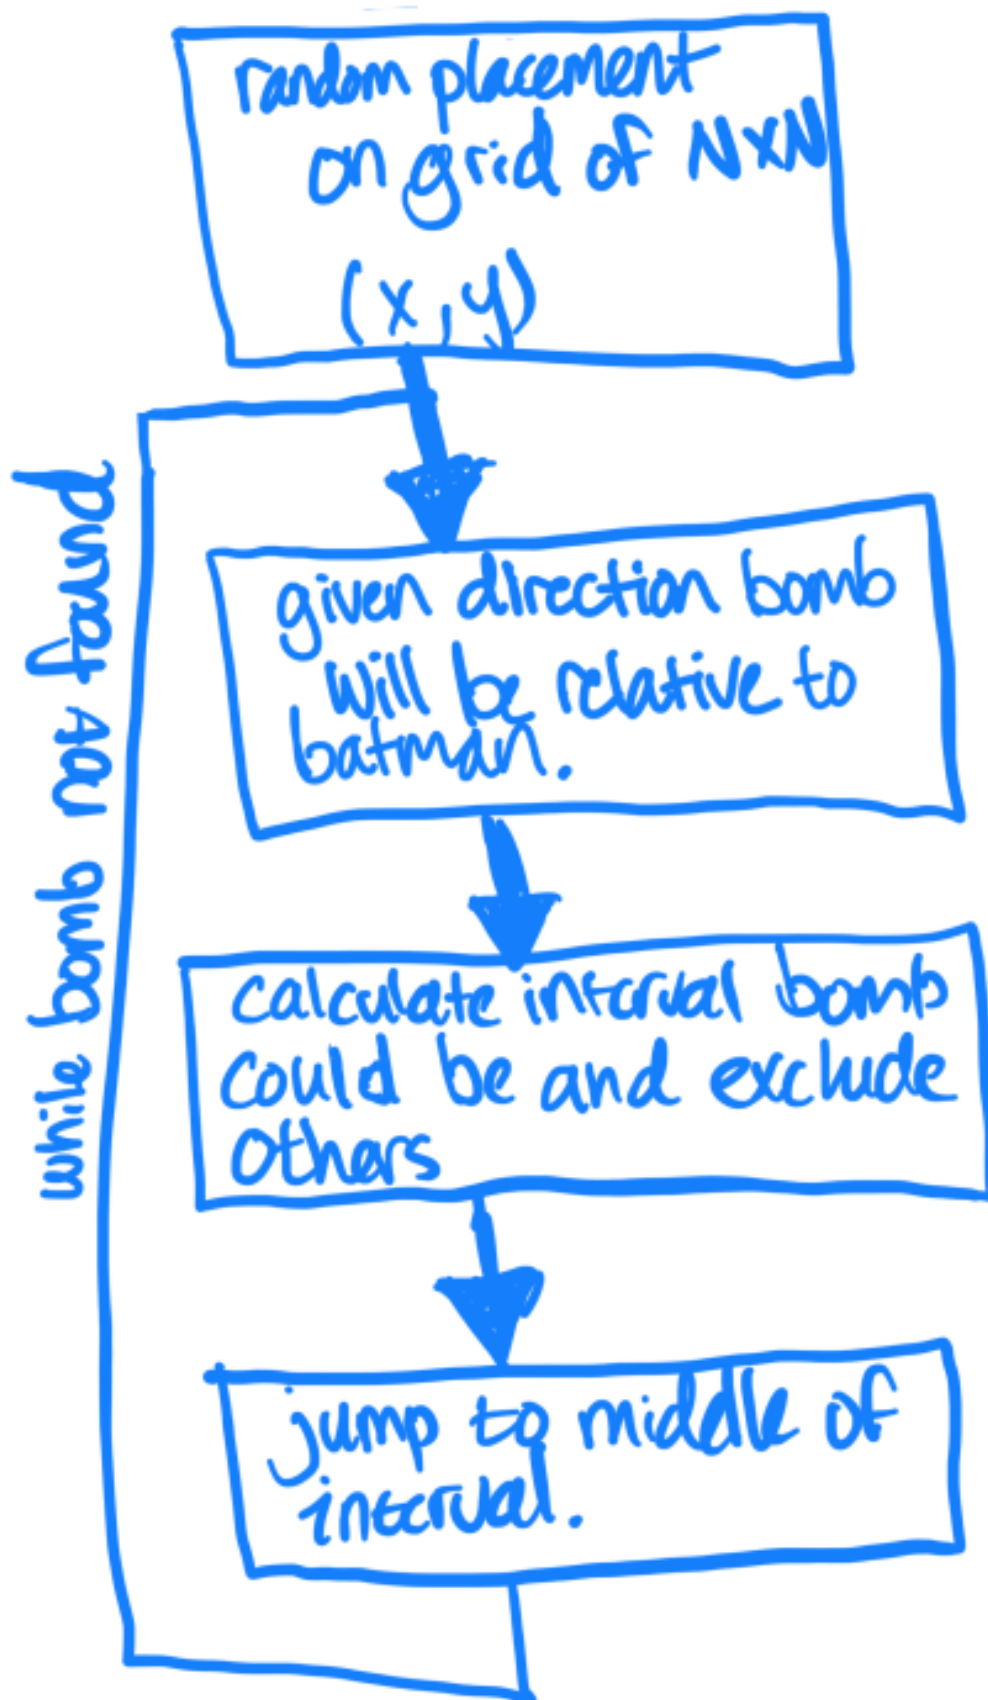 random placement
on grid of NXN
(x,y)
given direction bomb
will be relative to
batman.
calculate interval bomb
could be and exclude
others
jump to middle of
interval.
while bomb not found